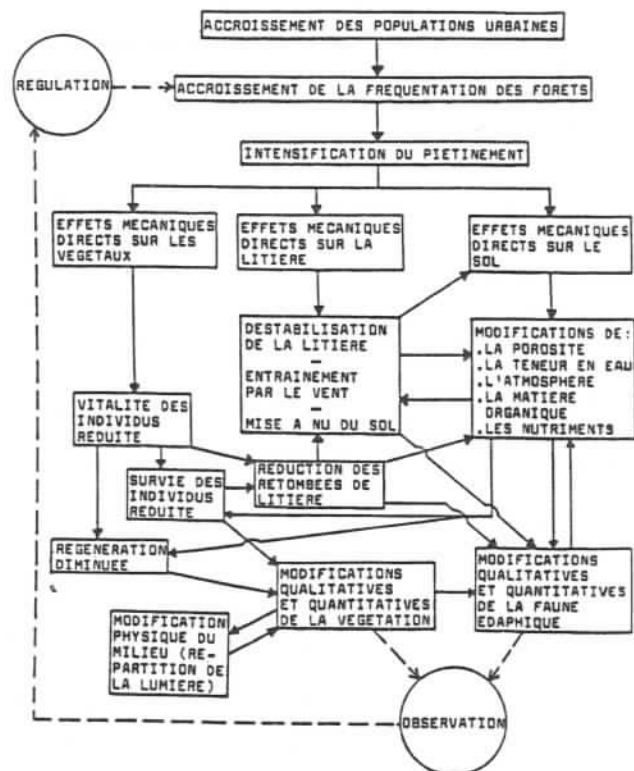 ACCROISSEMENT DES POPULATIONS URBAINES
REGULATION
ACCROISSEMENT DE LA FREQUENTATION DES FORETS
INTENSIFICATION DU PIETINEMENT
EFFETS MECANIQUES
DIRECTS SUR LES
VEGETAUX
EFFETS MECANIQUES
DIRECTS SUR LA
LITIERE
EFFETS MECANIQUES
DIRECTS SUR LE
SOL
DESTABILISATION
DE LA LITIERE
—
ENTRAINEMENT
PAR LE VENT
—
MISE A NU DU SOL
MODIFICATIONS DE:
.LA POROSITE
.LA TENEUR EN EAU
.L'ATMOSPHERE
.LA MATIERE
ORGANIQUE
.LES NUTRIMENTS
VITALITE DES
INDIVIDUS
REDUITE
SURVIE DES
INDIVIDUS
REDUITE
REDUCTION DES
RETOMBEES DE
LITIERE
REGENERATION
DIMINUEE
MODIFICATIONS
QUALITATIVES
ET QUANTITATIVES
DE LA VEGETATION
MODIFICATIONS
QUALITATIVES
ET QUANTITATIVES
DE LA FAUNE
EDAPHIQUE
MODIFICATION
PHYSIQUE DU
MILIEU (RE-
PARTITION DE
LA LUMIERE)
OBSERVATION